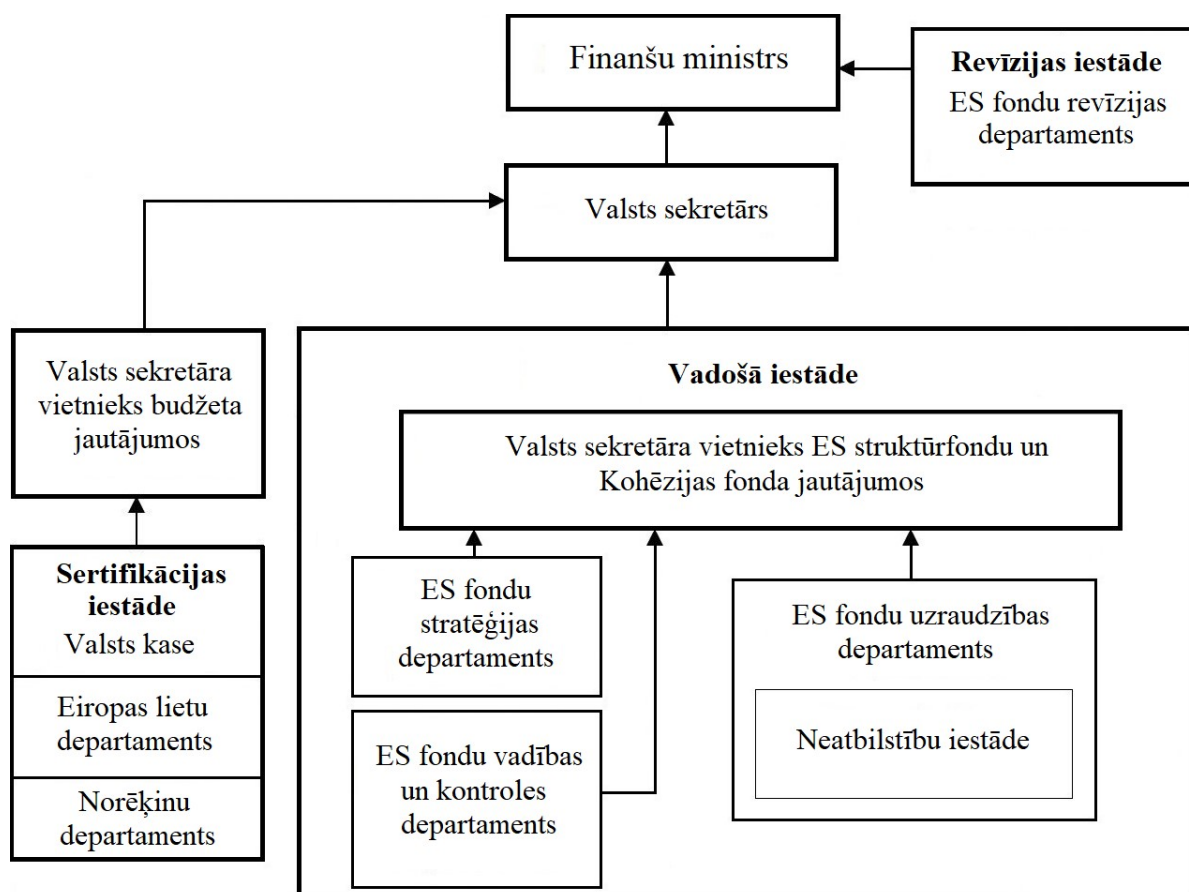 Finanšu ministrs
Revīzijas iestāde
ES fondu revīzijas
departaments
Valsts sekretārs
Valsts sekretāra
vietnieks budžeta
jautājumos
Vadošā iestāde
Valsts sekretāra vietnieks ES struktūrfondu un
Kohēzijas fonda jautājumos
Sertifikācijas
iestāde
Valsts kase
Eiropas lietu
departaments
Norēķinu
departaments
ES fondu
stratēģijas
departaments
ES fondu vadības
un kontroles
departaments
ES fondu uzraudzības
departaments
Neatbilstību iestāde